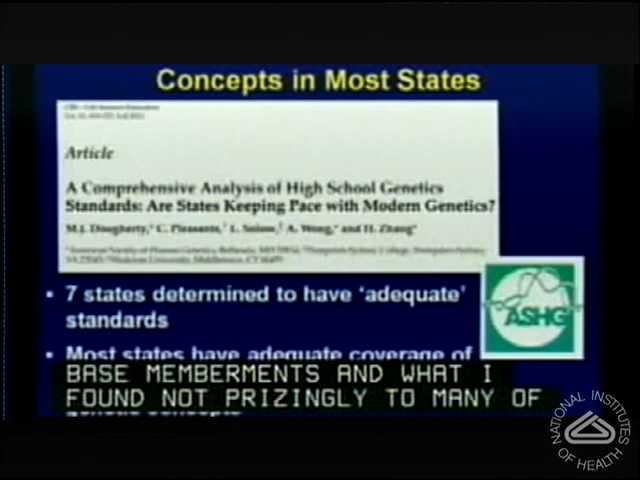 Concepts in Most States
Article
A Comprehensive Analysis of High School Genetics
Standards: Are States Keeping Pace with Modern Genetics?
M.J. Dougherty,* C. Pleasants,† L. Solow,‡ A. Wong,* and H. Zhang*
▪ 7 states determined to have ‘adequate’
standards
ASHG
▪ Most states have adequate coverage of
BASE MEMBERMENTS AND WHAT I
FOUND NOT PRIZINGLY TO MANY OF
genetic concepts
NATIONAL INSTITUTES
OF HEALTH